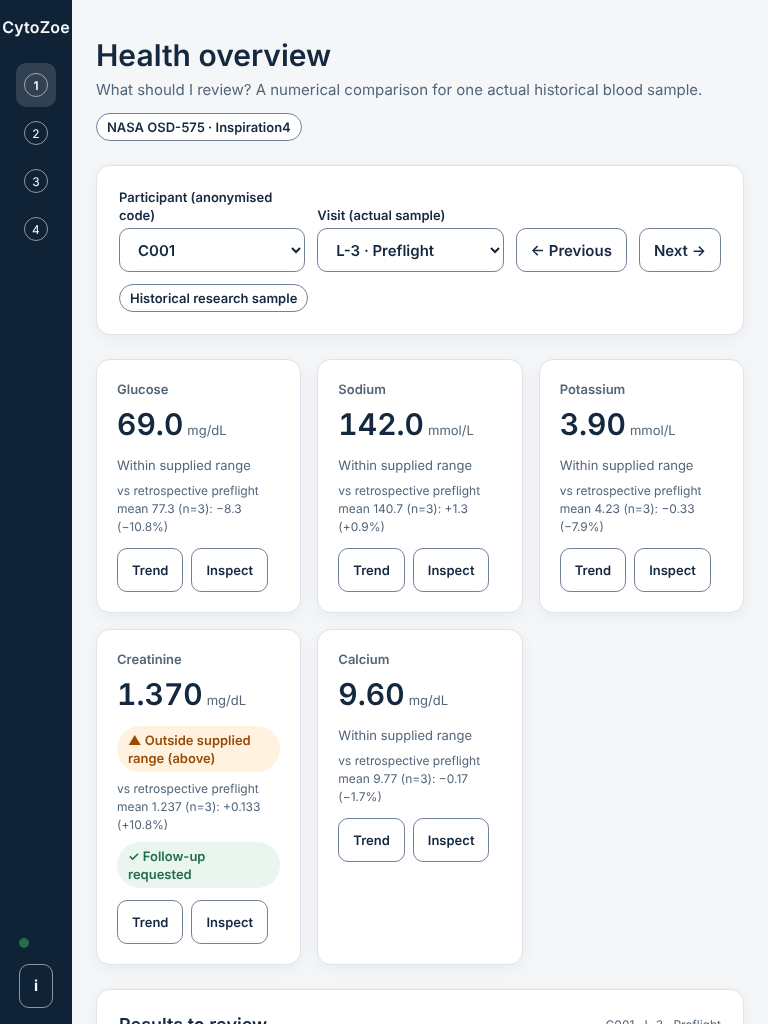 CytoZoe
1
2
3
4
i
Health overview
What should I review? A numerical comparison for one actual historical blood sample.
NASA OSD-575 · Inspiration4
Participant (anonymised
code)
C001
Visit (actual sample)
L-3 · Preflight
← Previous
Next →
Historical research sample
Glucose
69.0 mg/dL
Within supplied range
vs retrospective preflight
mean 77.3 (n=3): −8.3
(−10.8%)
Trend
Inspect
Sodium
142.0 mmol/L
Within supplied range
vs retrospective preflight
mean 140.7 (n=3): +1.3
(+0.9%)
Trend
Inspect
Potassium
3.90 mmol/L
Within supplied range
vs retrospective preflight
mean 4.23 (n=3): −0.33
(−7.9%)
Trend
Inspect
Creatinine
1.370 mg/dL
▲ Outside supplied
range (above)
vs retrospective preflight
mean 1.237 (n=3): +0.133
(+10.8%)
✓ Follow-up
requested
Trend
Inspect
Calcium
9.60 mg/dL
Within supplied range
vs retrospective preflight
mean 9.77 (n=3): −0.17
(−1.7%)
Trend
Inspect
Results to review
C001 · L-3 · Preflight